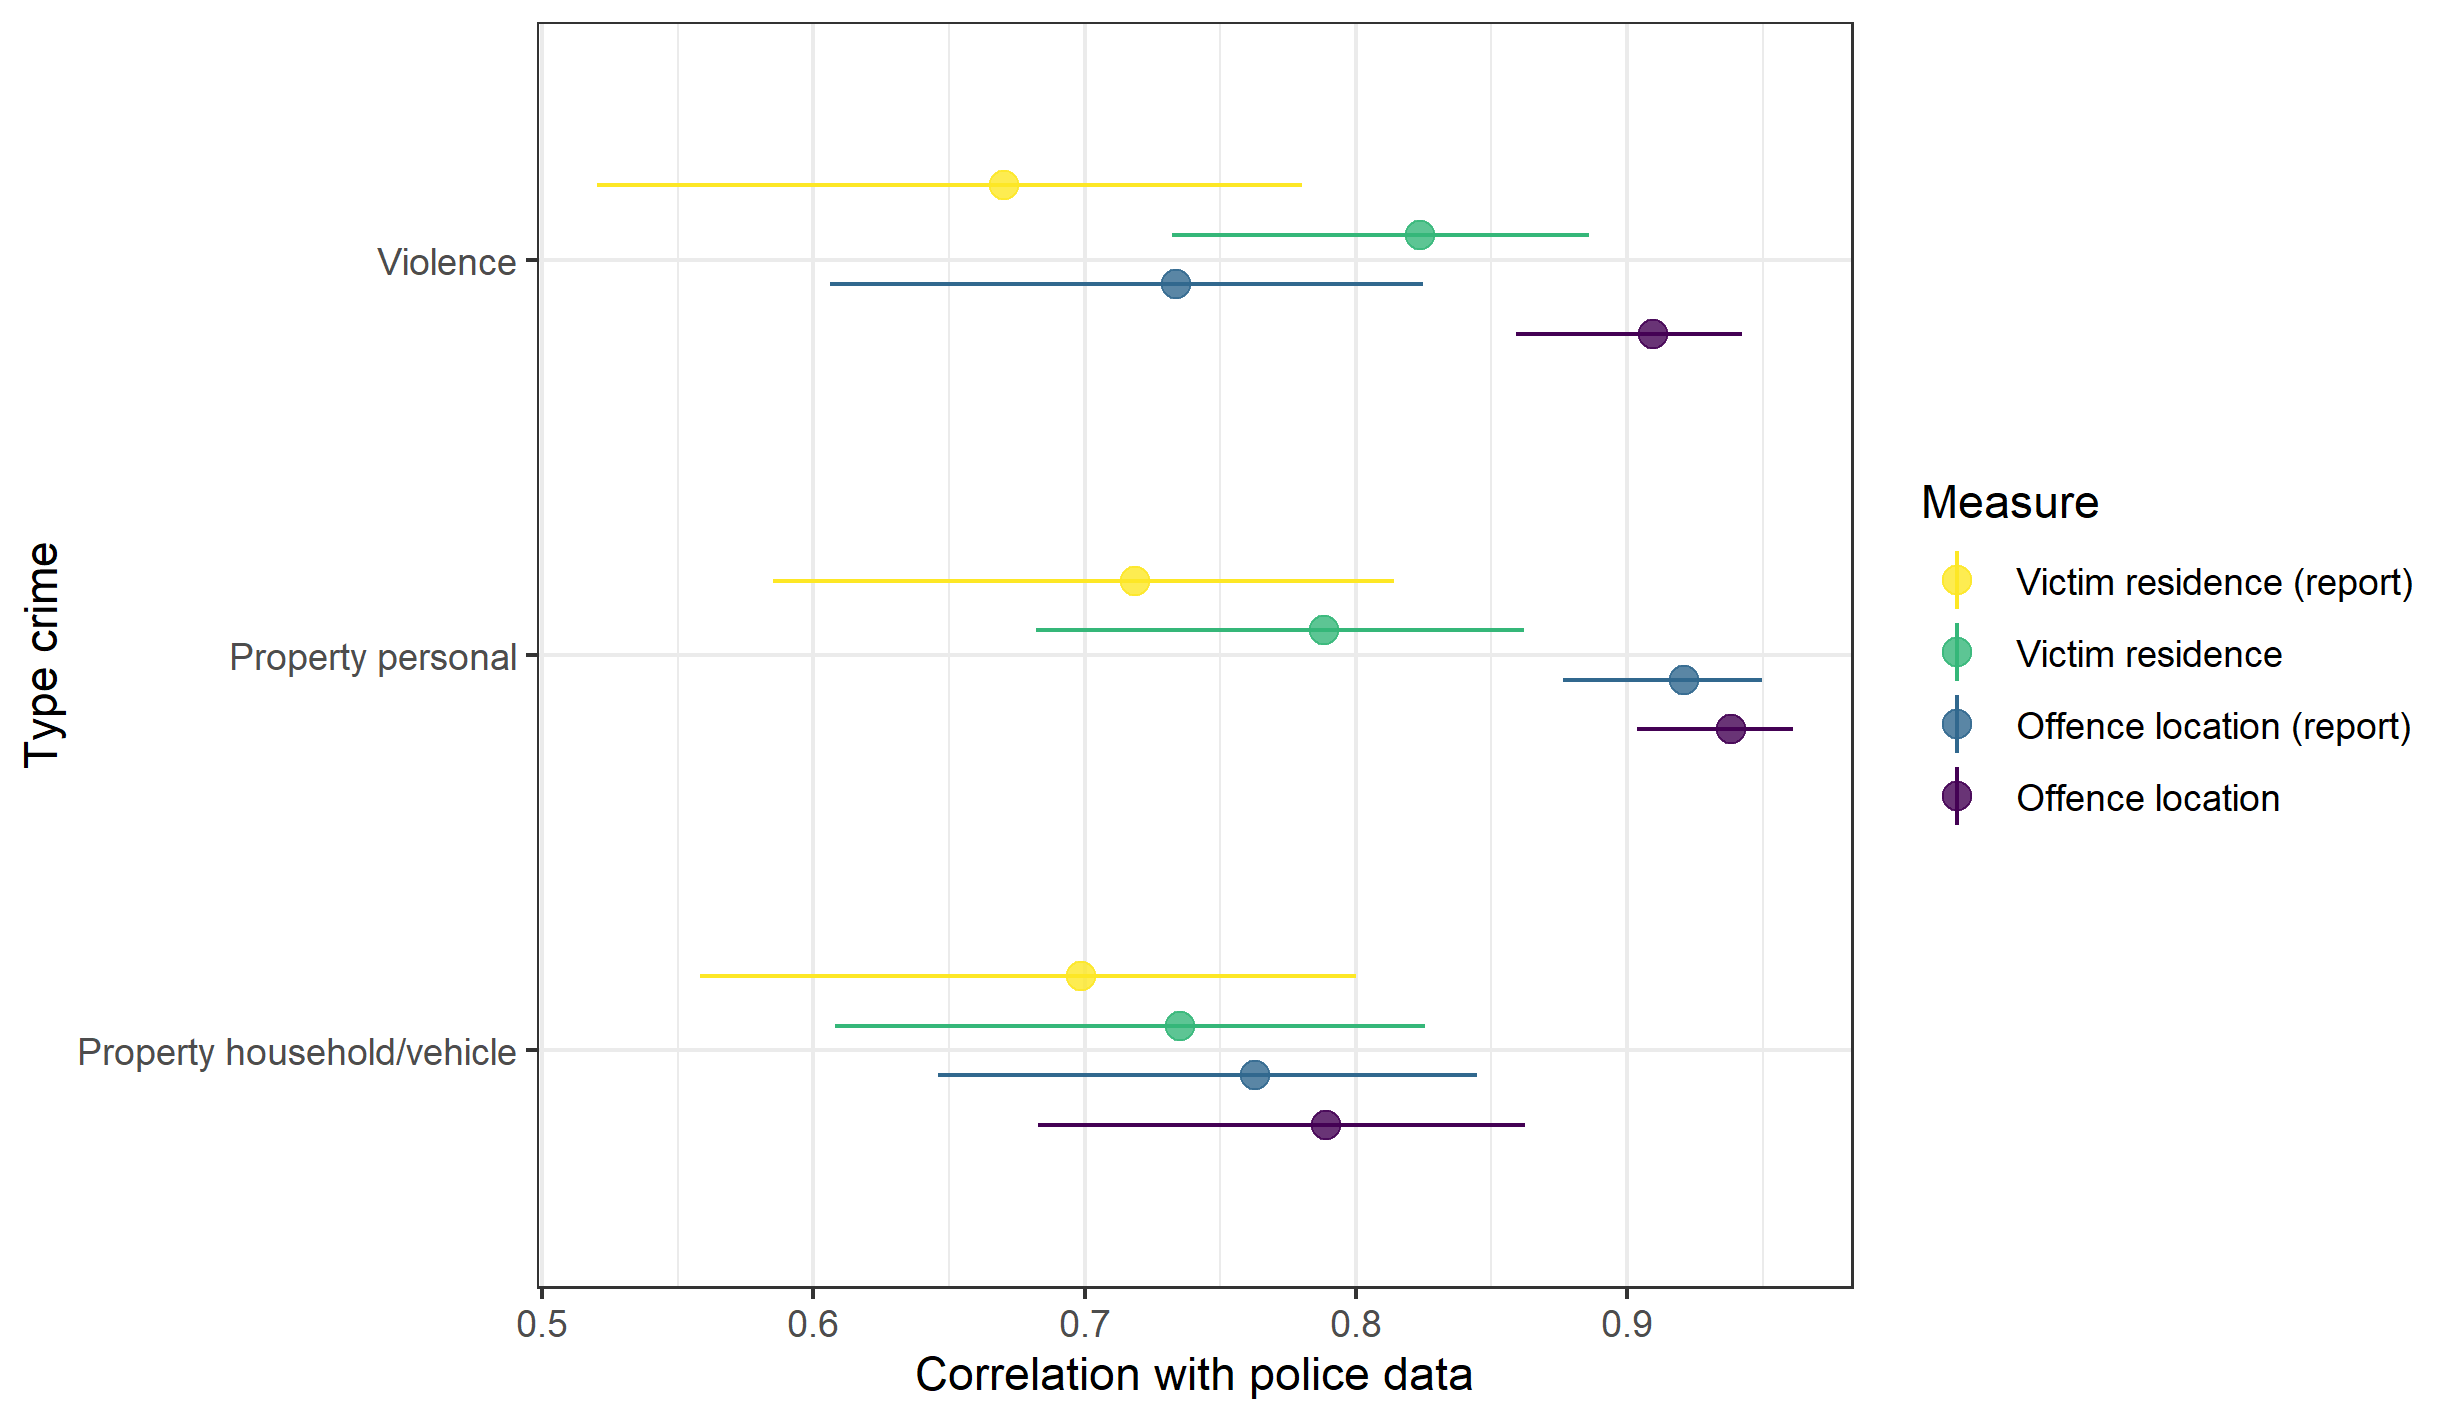 Type crime
Violence
Property personal
Property household/vehicle
0.5 0.6 0.7 0.8 0.9
Correlation with police data
Measure
Victim residence (report)
Victim residence
Offence location (report)
Offence location